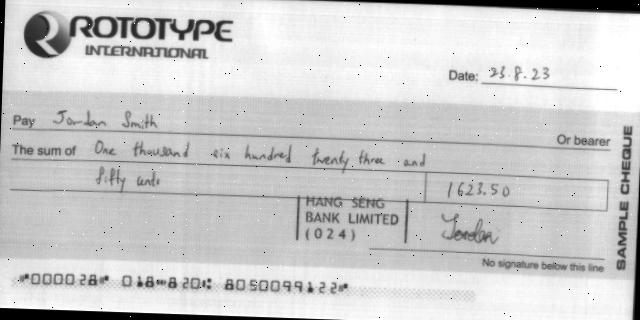 ROTOTYPE
INTERNATIONAL
Date: 23.8.23
Pay Jordan Smith
Or bearer
The sum of One thousand six hundred twenty three and
fifty cents
1623.50
HANG SENG
BANK LIMITED
(024)
Jordan
No signature below this line
SAMPLE CHEQUE
⑈000028⑈ 018⑉820⑆ 8050099122⑈